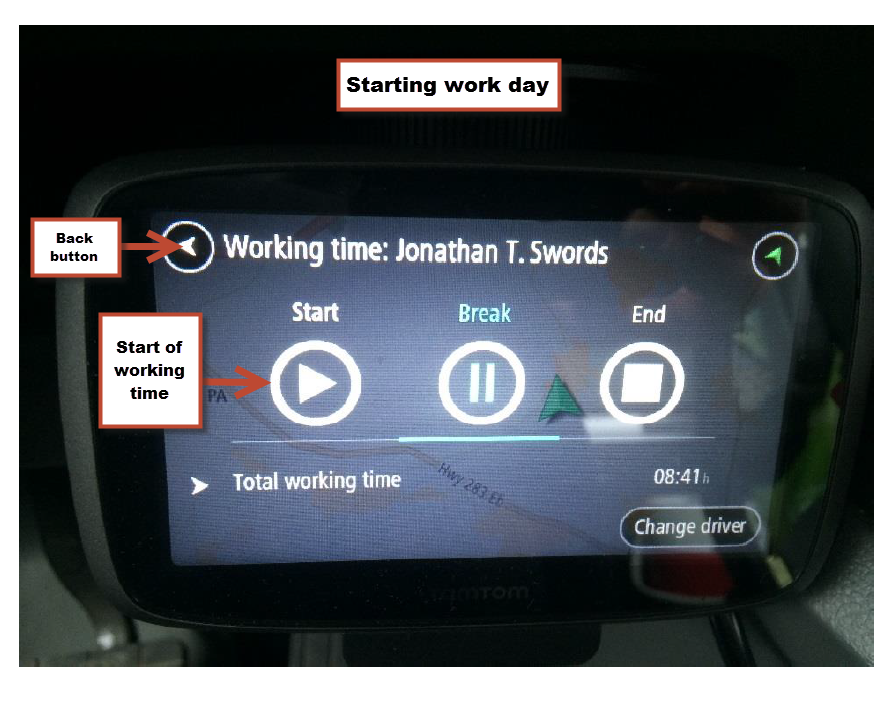 Starting work day
Back
button
Working time: Jonathan T. Swords
Start
Break
End
Start of
working
time
PA
Hwy 283 Eb
Total working time
08:41 h
Change driver
TOMTOM